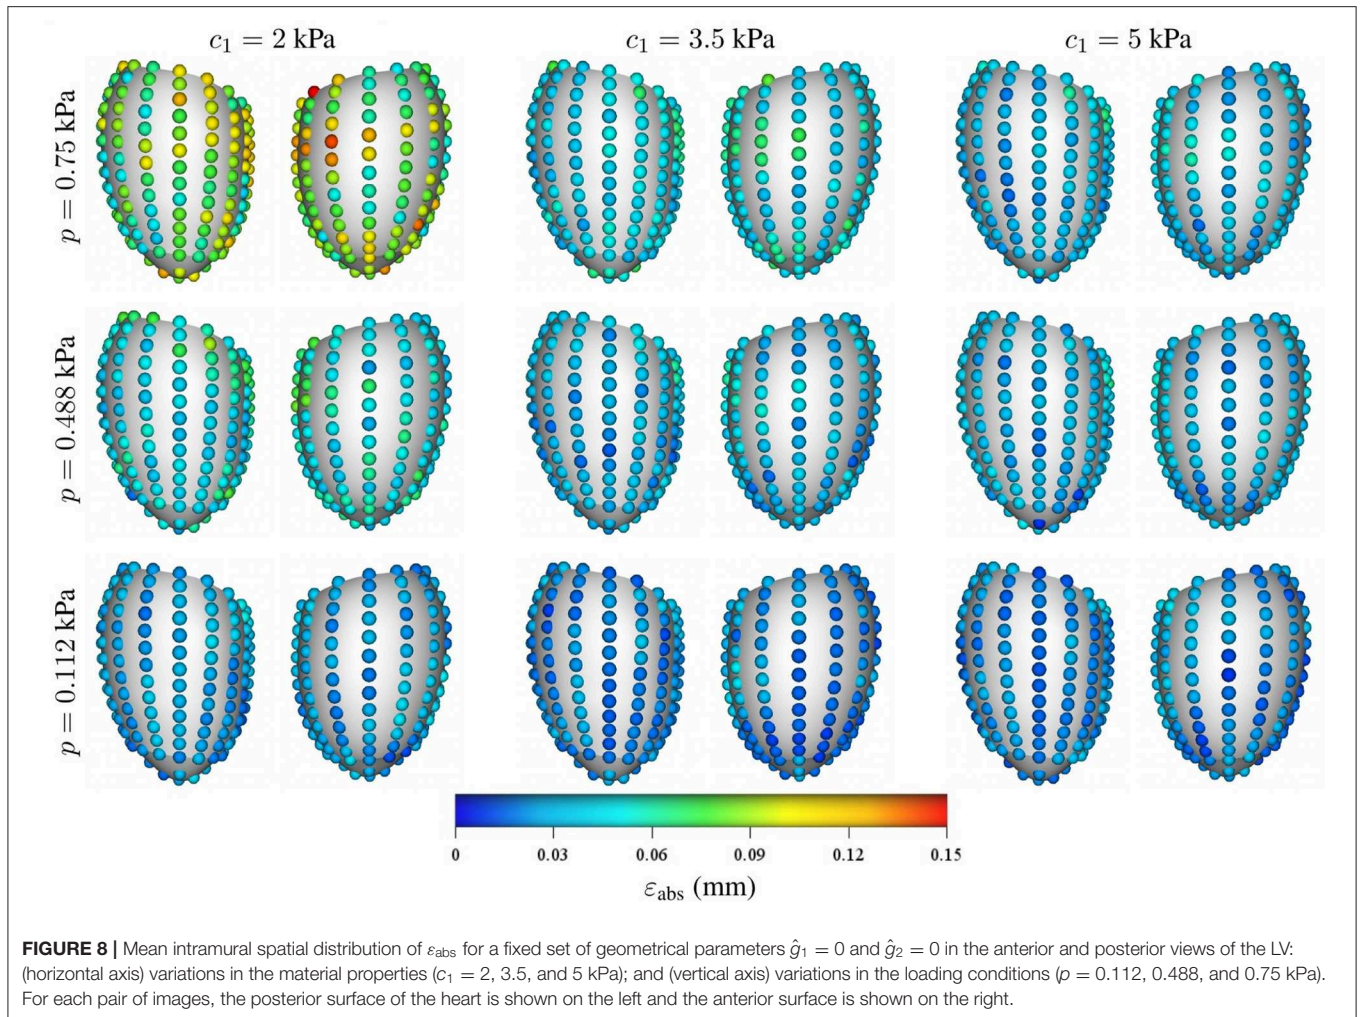 c₁ = 2 kPa c₁ = 3.5 kPa c₁ = 5 kPa
p = 0.75 kPa
p = 0.488 kPa
p = 0.112 kPa
0 0.03 0.06 0.09 0.12 0.15
εabs (mm)
FIGURE 8 | Mean intramural spatial distribution of εabs for a fixed set of geometrical parameters ĝ₁ = 0 and ĝ₂ = 0 in the anterior and posterior views of the LV:
(horizontal axis) variations in the material properties (c₁ = 2, 3.5, and 5 kPa); and (vertical axis) variations in the loading conditions (p = 0.112, 0.488, and 0.75 kPa).
For each pair of images, the posterior surface of the heart is shown on the left and the anterior surface is shown on the right.